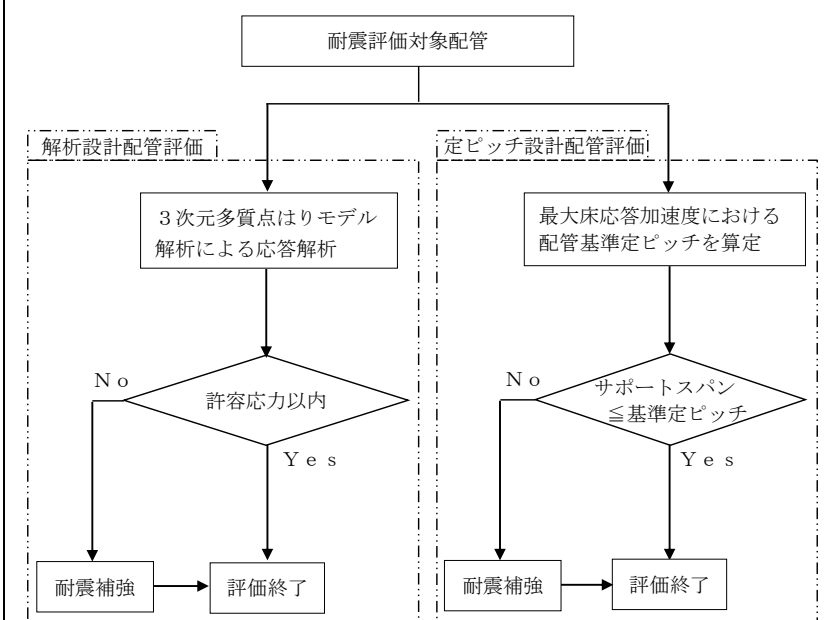 耐震評価対象配管
解析設計配管評価
３次元多質点はりモデル
解析による応答解析
Ｎｏ
許容応力以内
Ｙｅｓ
耐震補強
評価終了
定ピッチ設計配管評価
最大床応答加速度における
配管基準定ピッチを算定
Ｎｏ
サポートスパン
≦基準定ピッチ
Ｙｅｓ
耐震補強
評価終了